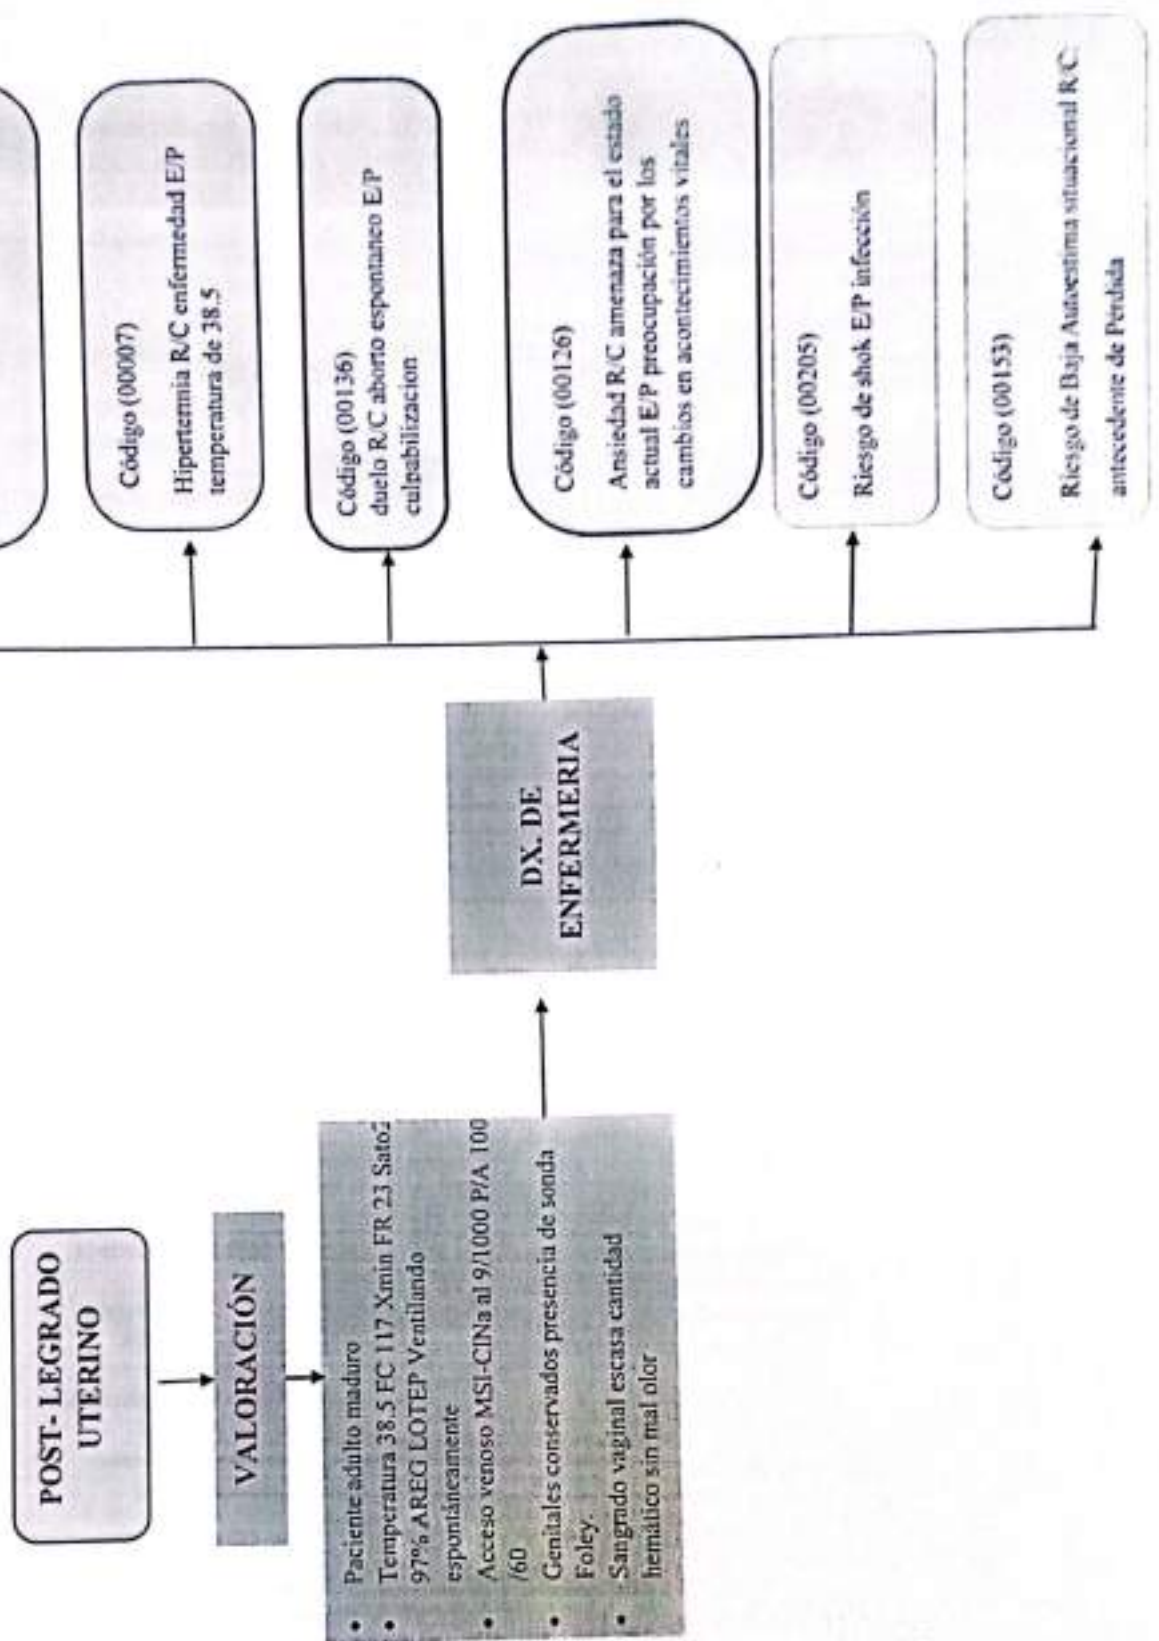 POST- LEGRADO
UTERINO
VALORACIÓN
• Paciente adulto maduro
• Temperatura 38.5 FC 117 Xmin FR 23 Sato2
97% AREG LOTEP Ventilando
espontáneamente
• Acceso venoso MSI-ClNa al 9/1000 P/A 100
/60
• Genitales conservados presencia de sonda
Foley.
• Sangrado vaginal escasa cantidad
hemático sin mal olor
DX. DE
ENFERMERIA
Código (00007)
Hipertermia R/C enfermedad E/P
temperatura de 38.5
Código (00136)
duelo R/C aborto espontaneo E/P
culpabilizacion
Código (00126)
Ansiedad R/C amenaza para el estado
actual E/P preocupación por los
cambios en acontecimientos vitales
Código (00205)
Riesgo de shok E/P infección
Código (00153)
Riesgo de Baja Autoestima situacional R/C:
antecedente de Pérdida